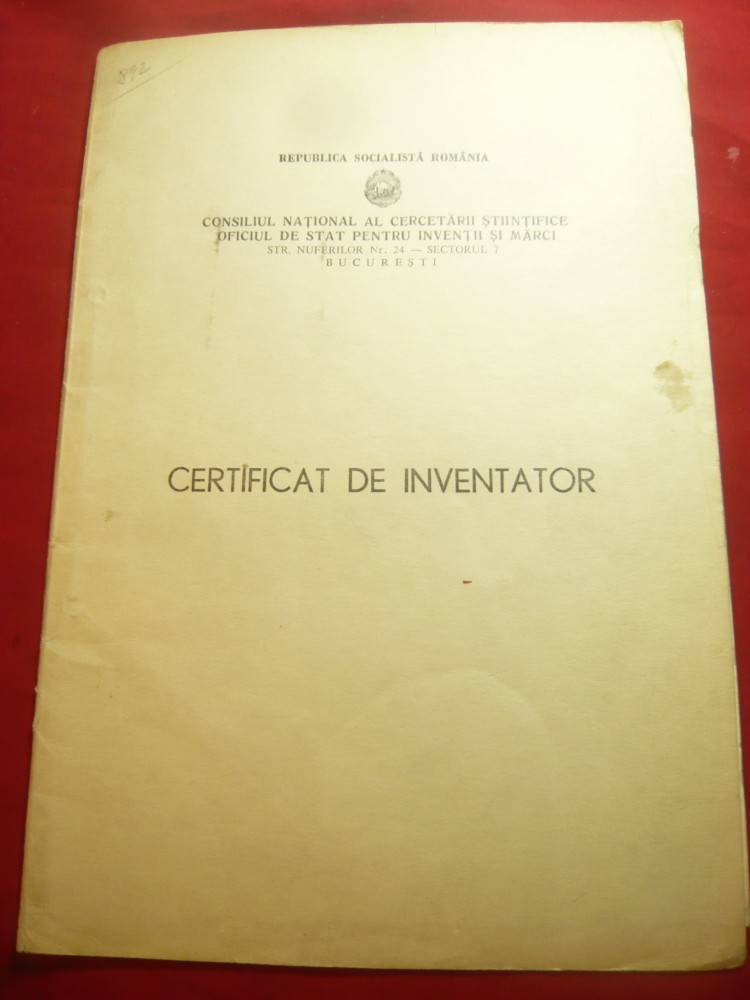 892
REPUBLICA SOCIALISTĂ ROMÂNIA
CONSILIUL NAȚIONAL AL CERCETĂRII ȘTIINȚIFICE
OFICIUL DE STAT PENTRU INVENȚII ȘI MĂRCI
STR. NUFERILOR Nr. 24 — SECTORUL 7
BUCUREȘTI
CERTIFICAT DE INVENTATOR